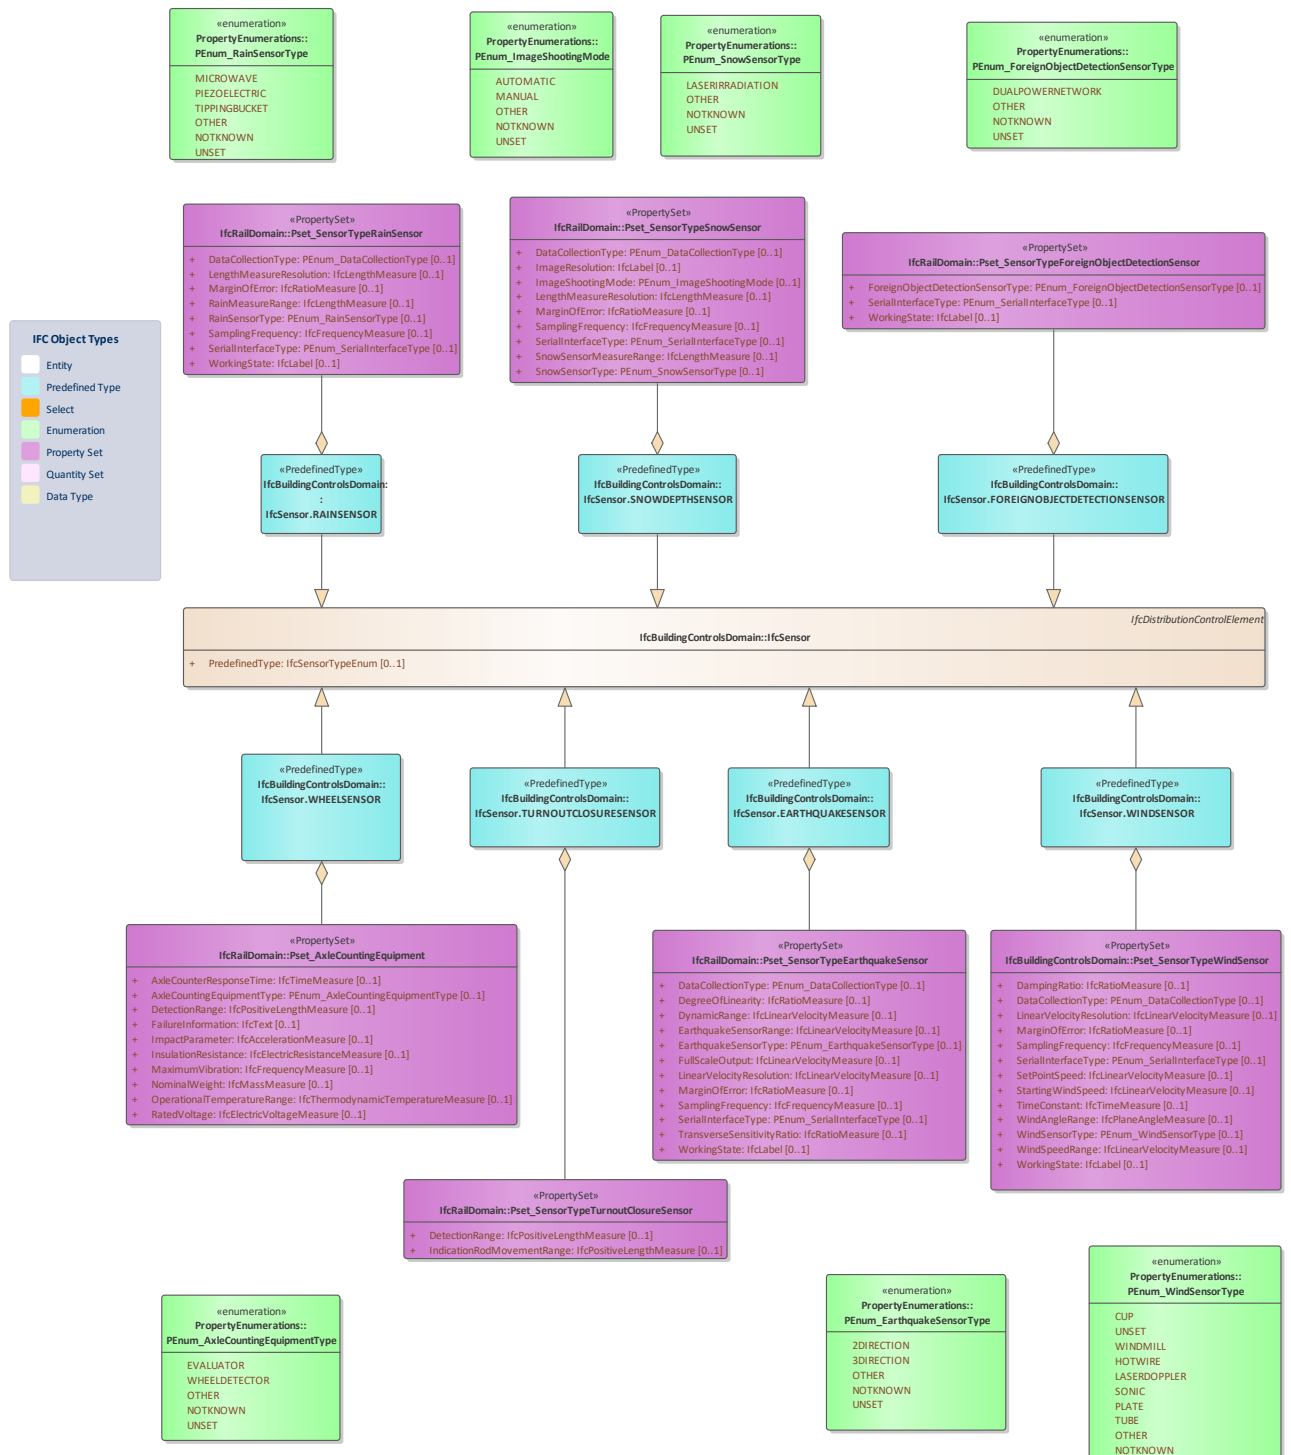 «enumeration»
PropertyEnumerations::
PEnum_RainSensorType
MICROWAVE
PIEZOELECTRIC
TIPPINGBUCKET
OTHER
NOTKNOWN
UNSET
«enumeration»
PropertyEnumerations::
PEnum_ImageShootingMode
AUTOMATIC
MANUAL
OTHER
NOTKNOWN
UNSET
«enumeration»
PropertyEnumerations::
PEnum_SnowSensorType
LASERIRRADIATION
OTHER
NOTKNOWN
UNSET
«enumeration»
PropertyEnumerations::
PEnum_ForeignObjectDetectionSensorType
DUALPOWERNETWORK
OTHER
NOTKNOWN
UNSET
«PropertySet»
IfcRailDomain::Pset_SensorTypeRainSensor
+ DataCollectionType: PEnum_DataCollectionType [0..1]
+ LengthMeasureResolution: IfcLengthMeasure [0..1]
+ MarginOfError: IfcRatioMeasure [0..1]
+ RainMeasureRange: IfcLengthMeasure [0..1]
+ RainSensorType: PEnum_RainSensorType [0..1]
+ SamplingFrequency: IfcFrequencyMeasure [0..1]
+ SerialInterfaceType: PEnum_SerialInterfaceType [0..1]
+ WorkingState: IfcLabel [0..1]
«PropertySet»
IfcRailDomain::Pset_SensorTypeSnowSensor
+ DataCollectionType: PEnum_DataCollectionType [0..1]
+ ImageResolution: IfcLabel [0..1]
+ ImageShootingMode: PEnum_ImageShootingMode [0..1]
+ LengthMeasureResolution: IfcLengthMeasure [0..1]
+ MarginOfError: IfcRatioMeasure [0..1]
+ SamplingFrequency: IfcFrequencyMeasure [0..1]
+ SerialInterfaceType: PEnum_SerialInterfaceType [0..1]
+ SnowSensorMeasureRange: IfcLengthMeasure [0..1]
+ SnowSensorType: PEnum_SnowSensorType [0..1]
«PropertySet»
IfcRailDomain::Pset_SensorTypeForeignObjectDetectionSensor
+ ForeignObjectDetectionSensorType: PEnum_ForeignObjectDetectionSensorType [0..1]
+ SerialInterfaceType: PEnum_SerialInterfaceType [0..1]
+ WorkingState: IfcLabel [0..1]
IFC Object Types
Entity
Predefined Type
Select
Enumeration
Property Set
Quantity Set
Data Type
«PredefinedType»
IfcBuildingControlsDomain:
:
IfcSensor.RAINSENSOR
«PredefinedType»
IfcBuildingControlsDomain::
IfcSensor.SNOWDEPTHSENSOR
«PredefinedType»
IfcBuildingControlsDomain::
IfcSensor.FOREIGNOBJECTDETECTIONSENSOR
IfcDistributionControlElement
IfcBuildingControlsDomain::IfcSensor
+ PredefinedType: IfcSensorTypeEnum [0..1]
«PredefinedType»
IfcBuildingControlsDomain::
IfcSensor.WHEELSENSOR
«PredefinedType»
IfcBuildingControlsDomain::
IfcSensor.TURNOUTCLOSURESENSOR
«PredefinedType»
IfcBuildingControlsDomain::
IfcSensor.EARTHQUAKESENSOR
«PredefinedType»
IfcBuildingControlsDomain::
IfcSensor.WINDSENSOR
«PropertySet»
IfcRailDomain::Pset_AxleCountingEquipment
+ AxleCounterResponseTime: IfcTimeMeasure [0..1]
+ AxleCountingEquipmentType: PEnum_AxleCountingEquipmentType [0..1]
+ DetectionRange: IfcPositiveLengthMeasure [0..1]
+ FailureInformation: IfcText [0..1]
+ ImpactParameter: IfcAccelerationMeasure [0..1]
+ InsulationResistance: IfcElectricResistanceMeasure [0..1]
+ MaximumVibration: IfcFrequencyMeasure [0..1]
+ NominalWeight: IfcMassMeasure [0..1]
+ OperationalTemperatureRange: IfcThermodynamicTemperatureMeasure [0..1]
+ RatedVoltage: IfcElectricVoltageMeasure [0..1]
«PropertySet»
IfcRailDomain::Pset_SensorTypeEarthquakeSensor
+ DataCollectionType: PEnum_DataCollectionType [0..1]
+ DegreeOfLinearity: IfcRatioMeasure [0..1]
+ DynamicRange: IfcLinearVelocityMeasure [0..1]
+ EarthquakeSensorRange: IfcLinearVelocityMeasure [0..1]
+ EarthquakeSensorType: PEnum_EarthquakeSensorType [0..1]
+ FullScaleOutput: IfcLinearVelocityMeasure [0..1]
+ LinearVelocityResolution: IfcLinearVelocityMeasure [0..1]
+ MarginOfError: IfcRatioMeasure [0..1]
+ SamplingFrequency: IfcFrequencyMeasure [0..1]
+ SerialInterfaceType: PEnum_SerialInterfaceType [0..1]
+ TransverseSensitivityRatio: IfcRatioMeasure [0..1]
+ WorkingState: IfcLabel [0..1]
«PropertySet»
IfcBuildingControlsDomain::Pset_SensorTypeWindSensor
+ DampingRatio: IfcRatioMeasure [0..1]
+ DataCollectionType: PEnum_DataCollectionType [0..1]
+ LinearVelocityResolution: IfcLinearVelocityMeasure [0..1]
+ MarginOfError: IfcRatioMeasure [0..1]
+ SamplingFrequency: IfcFrequencyMeasure [0..1]
+ SerialInterfaceType: PEnum_SerialInterfaceType [0..1]
+ SetPointSpeed: IfcLinearVelocityMeasure [0..1]
+ StartingWindSpeed: IfcLinearVelocityMeasure [0..1]
+ TimeConstant: IfcTimeMeasure [0..1]
+ WindAngleRange: IfcPlaneAngleMeasure [0..1]
+ WindSensorType: PEnum_WindSensorType [0..1]
+ WindSpeedRange: IfcLinearVelocityMeasure [0..1]
+ WorkingState: IfcLabel [0..1]
«PropertySet»
IfcRailDomain::Pset_SensorTypeTurnoutClosureSensor
+ DetectionRange: IfcPositiveLengthMeasure [0..1]
+ IndicationRodMovementRange: IfcPositiveLengthMeasure [0..1]
«enumeration»
PropertyEnumerations::
PEnum_AxleCountingEquipmentType
EVALUATOR
WHEELDETECTOR
OTHER
NOTKNOWN
UNSET
«enumeration»
PropertyEnumerations::
PEnum_EarthquakeSensorType
2DIRECTION
3DIRECTION
OTHER
NOTKNOWN
UNSET
«enumeration»
PropertyEnumerations::
PEnum_WindSensorType
CUP
UNSET
WINDMILL
HOTWIRE
LASERDOPPLER
SONIC
PLATE
TUBE
OTHER
NOTKNOWN